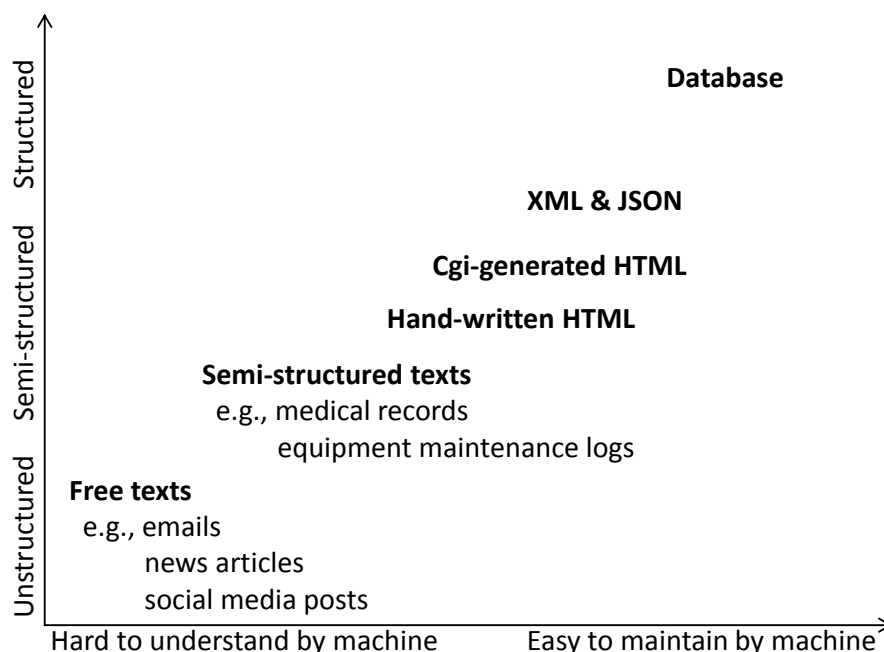 Structured
Database
XML & JSON
Semi-structured
Cgi-generated HTML
Hand-written HTML
Semi-structured texts
e.g., medical records
equipment maintenance logs
Unstructured
Free texts
e.g., emails
news articles
social media posts
Hard to understand by machine
Easy to maintain by machine